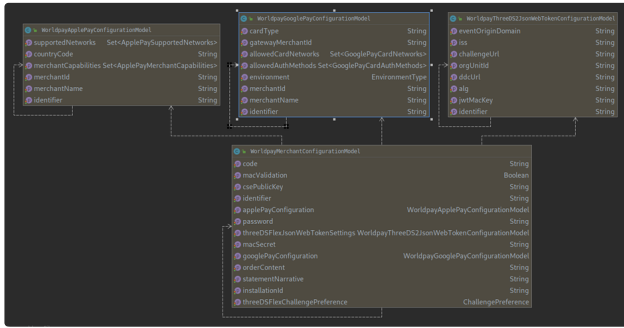 WorldpayApplePayConfigurationModel
supportedNetworks Set<ApplePaySupportedNetworks>
countryCode String
merchantCapabilities Set<ApplePayMerchantCapabilities>
merchantId String
merchantName String
identifier String
WorldpayGooglePayConfigurationModel
cardType String
gatewayMerchantId String
allowedCardNetworks Set<GooglePayCardNetworks>
allowedAuthMethods Set<GooglePayCardAuthMethods>
environment EnvironmentType
merchantId String
merchantName String
identifier String
WorldpayThreeDS2JsonWebTokenConfigurationModel
eventOriginDomain String
iss String
challengeUrl String
orgUnitId String
ddcUrl String
alg String
jwtMacKey String
identifier String
WorldpayMerchantConfigurationModel
code String
macValidation Boolean
csePublicKey String
identifier String
applePayConfiguration WorldpayApplePayConfigurationModel
password String
threeDSFlexJsonWebTokenSettings WorldpayThreeDS2JsonWebTokenConfigurationModel
macSecret String
googlePayConfiguration WorldpayGooglePayConfigurationModel
orderContent String
statementNarrative String
installationId String
threeDSFlexChallengePreference ChallengePreference